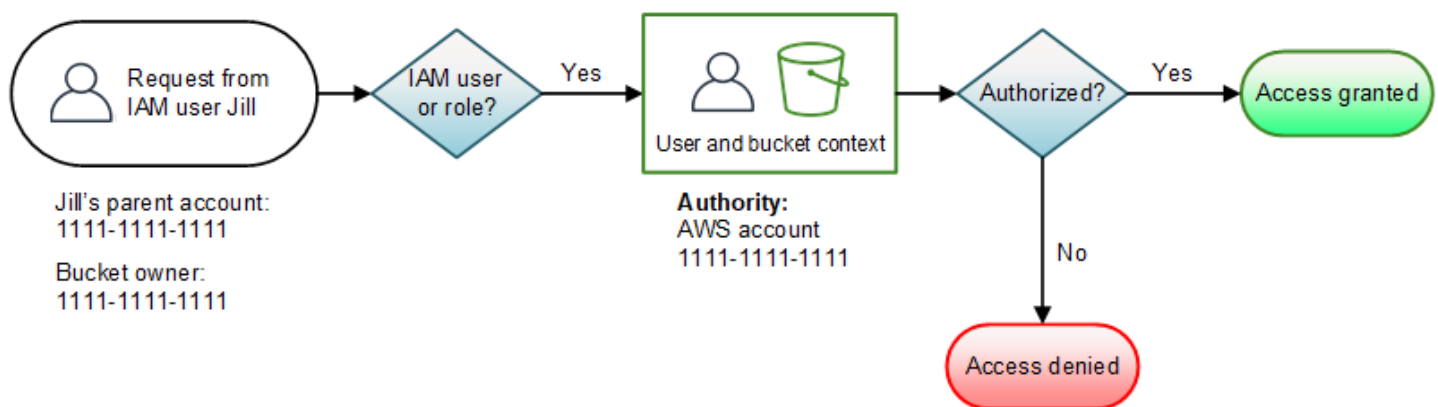 Request from
IAM user Jill
IAM user
or role?
Yes
User and bucket context
Authorized?
Yes
Access granted
Jill's parent account:
1111-1111-1111
Bucket owner:
1111-1111-1111
Authority:
AWS account
1111-1111-1111
No
Access denied